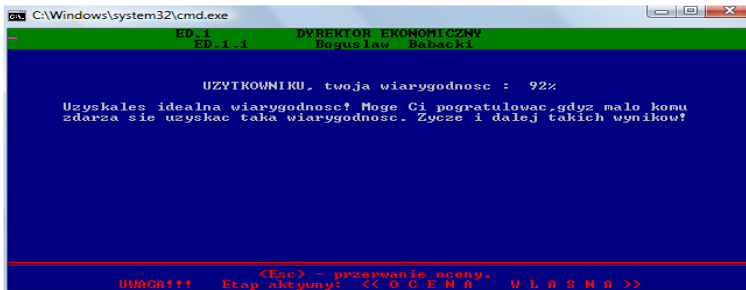 C:\Windows\system32\cmd.exe
ED.1 DYREKTOR EKONOMICZNY
ED.1.1 Boguslaw Babacki
UZYTKOWNIKU, twoja wiarygodnosc : 92%
Uzyskales idealna wiarygodnosc! Moge Ci pogratulowac,gdyz malo komu
zdarza sie uzyskac taka wiarygodnosc. Zycze i dalej takich wynikow!
<Esc> - przerwanie oceny.
UWAGA!!! Etap aktywny: << O C E N A W L A S N A >>